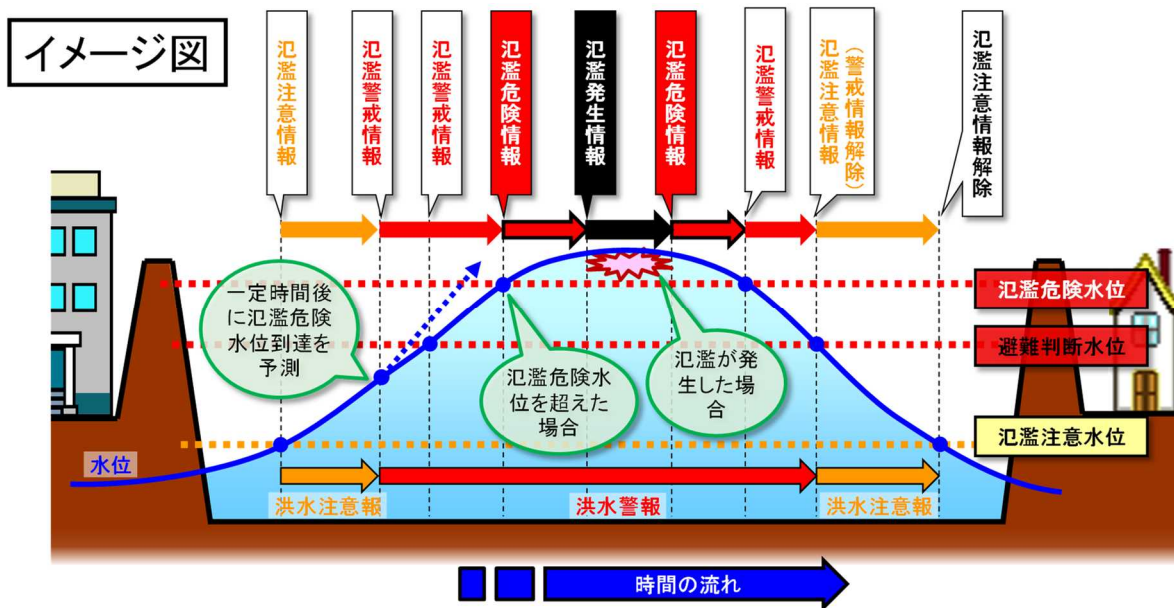 イメージ図
氾濫注意情報
氾濫警戒情報
氾濫警戒情報
氾濫危険情報
氾濫発生情報
氾濫危険情報
氾濫警戒情報
氾濫注意情報
(警戒情報解除)
氾濫注意情報解除
一定時間後
に氾濫危険
水位到達を
予測
氾濫危険水
位を超えた
場合
氾濫が発
生した場
合
氾濫危険水位
避難判断水位
氾濫注意水位
水位
洪水注意報
洪水警報
洪水注意報
時間の流れ